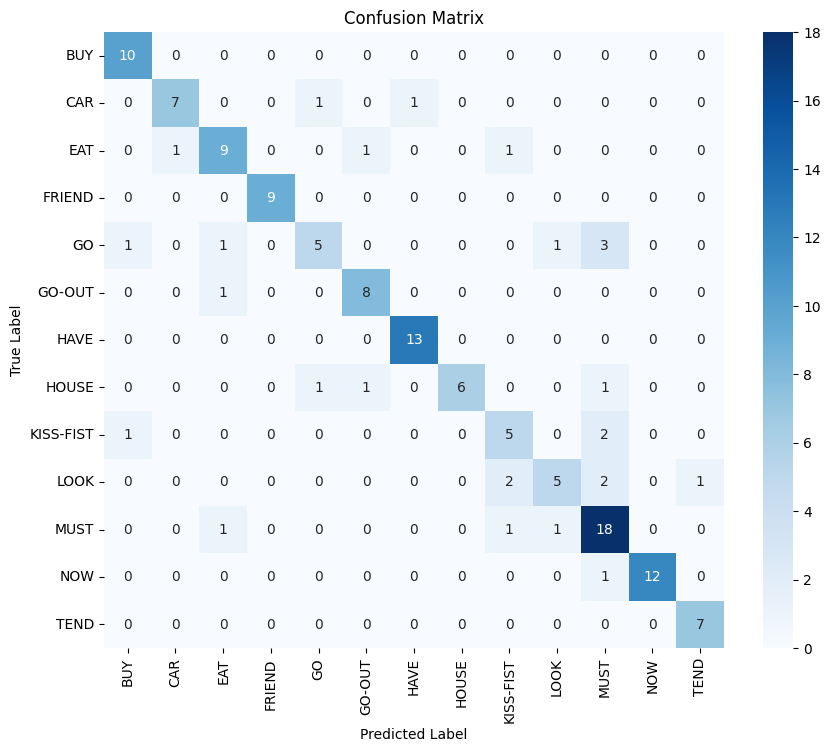 Confusion Matrix
BUY 10 0 0 0 0 0 0 0 0 0 0 0 0
CAR 0 7 0 0 1 0 1 0 0 0 0 0 0
EAT 0 1 9 0 0 1 0 0 1 0 0 0 0
FRIEND 0 0 0 9 0 0 0 0 0 0 0 0 0
GO 1 0 1 0 5 0 0 0 0 1 3 0 0
GO-OUT 0 0 1 0 0 8 0 0 0 0 0 0 0
HAVE 0 0 0 0 0 0 13 0 0 0 0 0 0
HOUSE 0 0 0 0 1 1 0 6 0 0 1 0 0
KISS-FIST 1 0 0 0 0 0 0 0 5 0 2 0 0
LOOK 0 0 0 0 0 0 0 0 2 5 2 0 1
MUST 0 0 1 0 0 0 0 0 1 1 18 0 0
NOW 0 0 0 0 0 0 0 0 0 0 1 12 0
TEND 0 0 0 0 0 0 0 0 0 0 0 0 7
True Label
BUY CAR EAT FRIEND GO GO-OUT HAVE HOUSE KISS-FIST LOOK MUST NOW TEND
Predicted Label
18
16
14
12
10
8
6
4
2
0